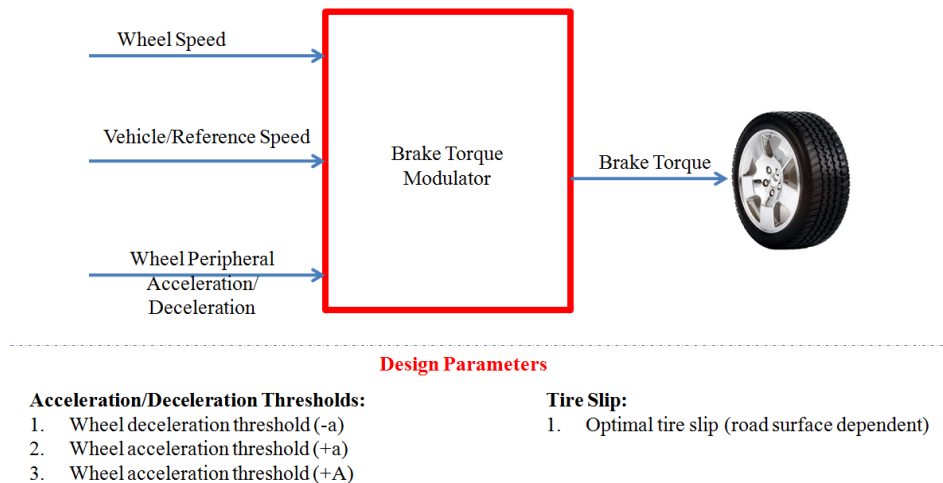 Wheel Speed
Vehicle/Reference Speed
Wheel Peripheral
Acceleration/
Deceleration
Brake Torque
Modulator
Brake Torque
Design Parameters
Acceleration/Deceleration Thresholds:
1. Wheel deceleration threshold (-a)
2. Wheel acceleration threshold (+a)
3. Wheel acceleration threshold (+A)
Tire Slip:
1. Optimal tire slip (road surface dependent)